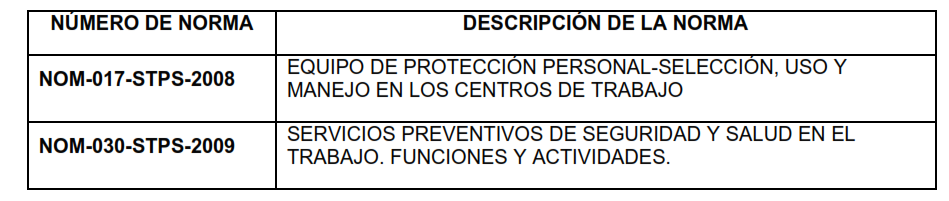 NÚMERO DE NORMA
DESCRIPCIÓN DE LA NORMA
NOM-017-STPS-2008
EQUIPO DE PROTECCIÓN PERSONAL-SELECCIÓN, USO Y
MANEJO EN LOS CENTROS DE TRABAJO
NOM-030-STPS-2009
SERVICIOS PREVENTIVOS DE SEGURIDAD Y SALUD EN EL
TRABAJO. FUNCIONES Y ACTIVIDADES.